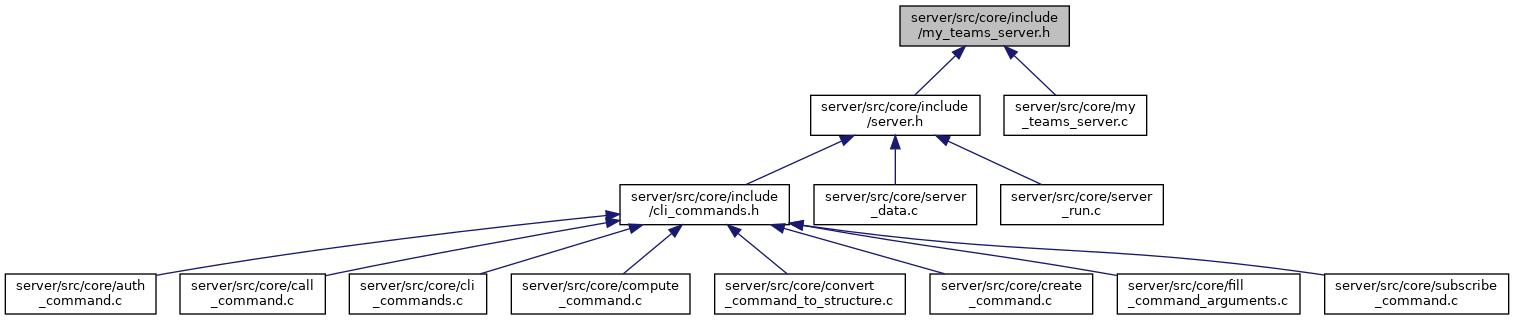 server/src/core/include
/my_teams_server.h
server/src/core/include
/server.h
server/src/core/my
_teams_server.c
server/src/core/include
/cli_commands.h
server/src/core/server
_data.c
server/src/core/server
_run.c
server/src/core/auth
_command.c
server/src/core/call
_command.c
server/src/core/cli
_commands.c
server/src/core/compute
_command.c
server/src/core/convert
_command_to_structure.c
server/src/core/create
_command.c
server/src/core/fill
_command_arguments.c
server/src/core/subscribe
_command.c